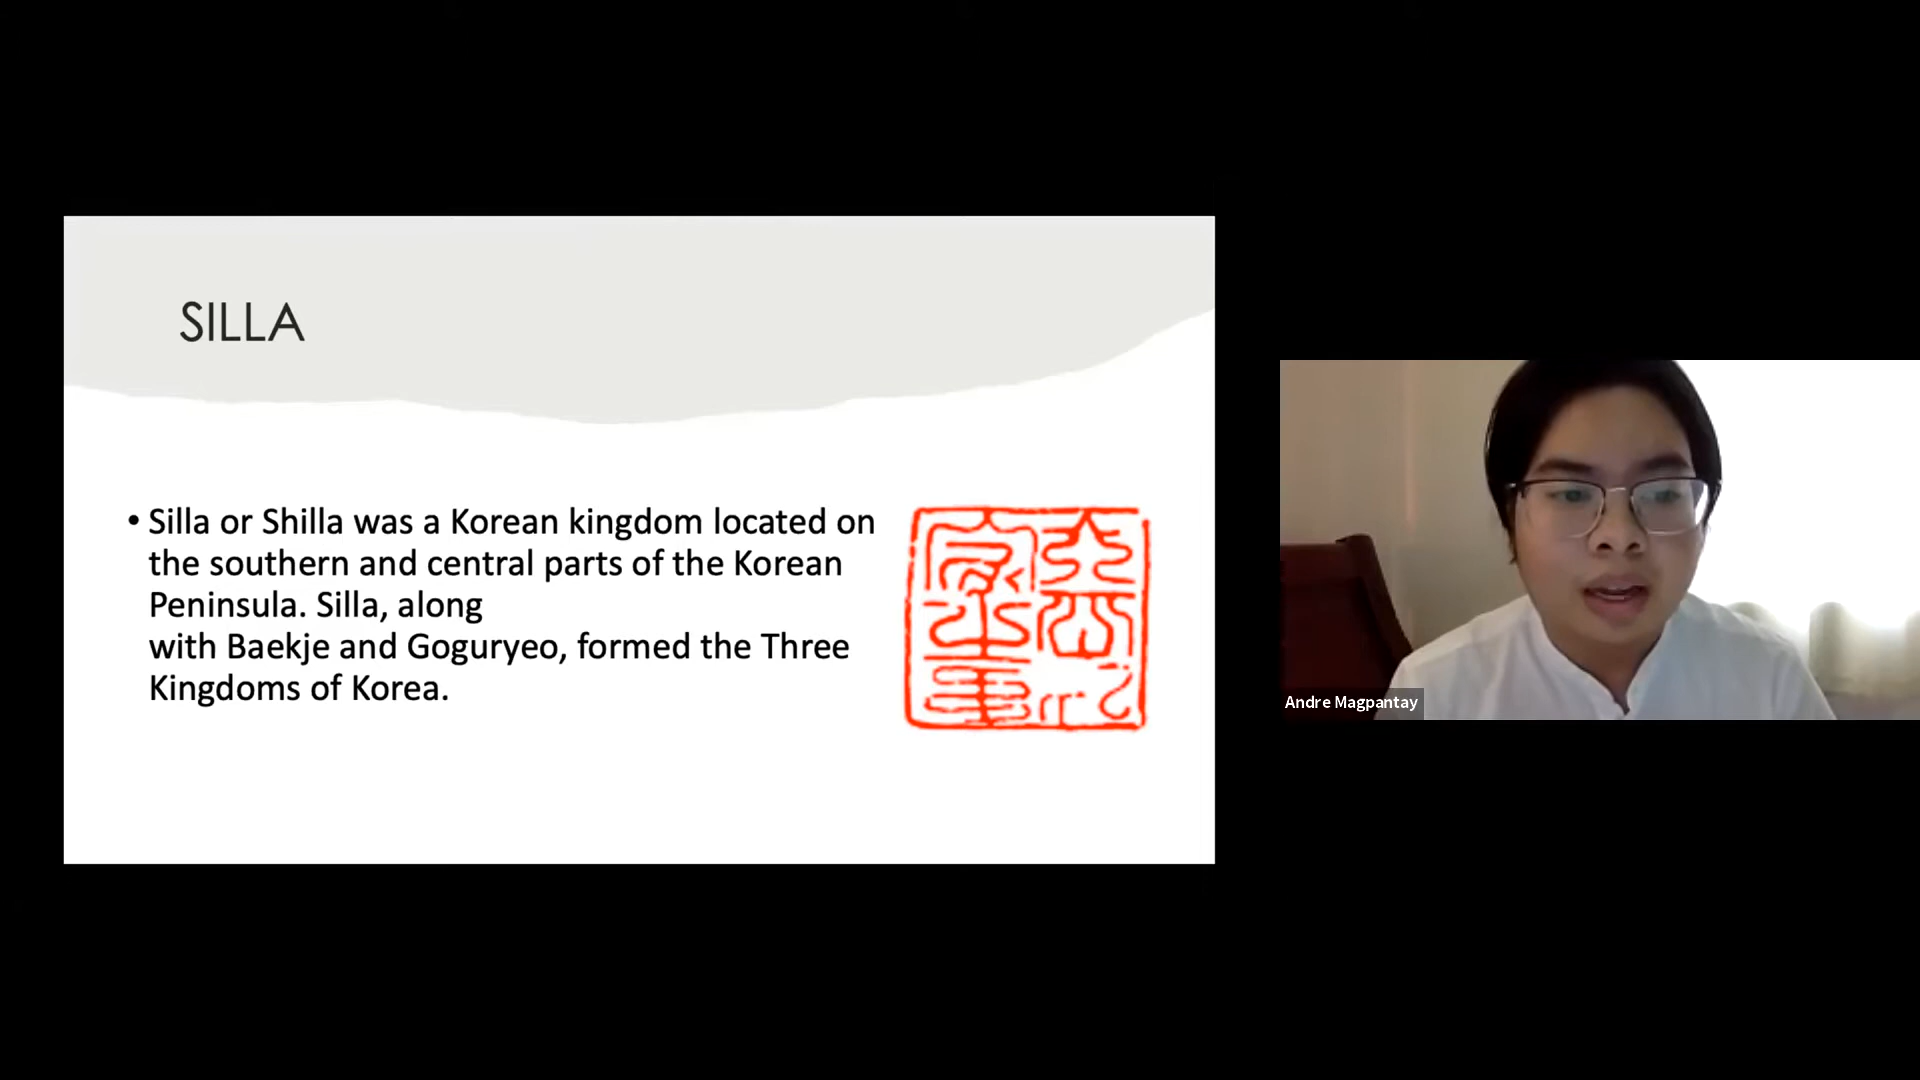 SILLA
• Silla or Shilla was a Korean kingdom located on
the southern and central parts of the Korean
Peninsula. Silla, along
with Baekje and Goguryeo, formed the Three
Kingdoms of Korea.
Andre Magpantay